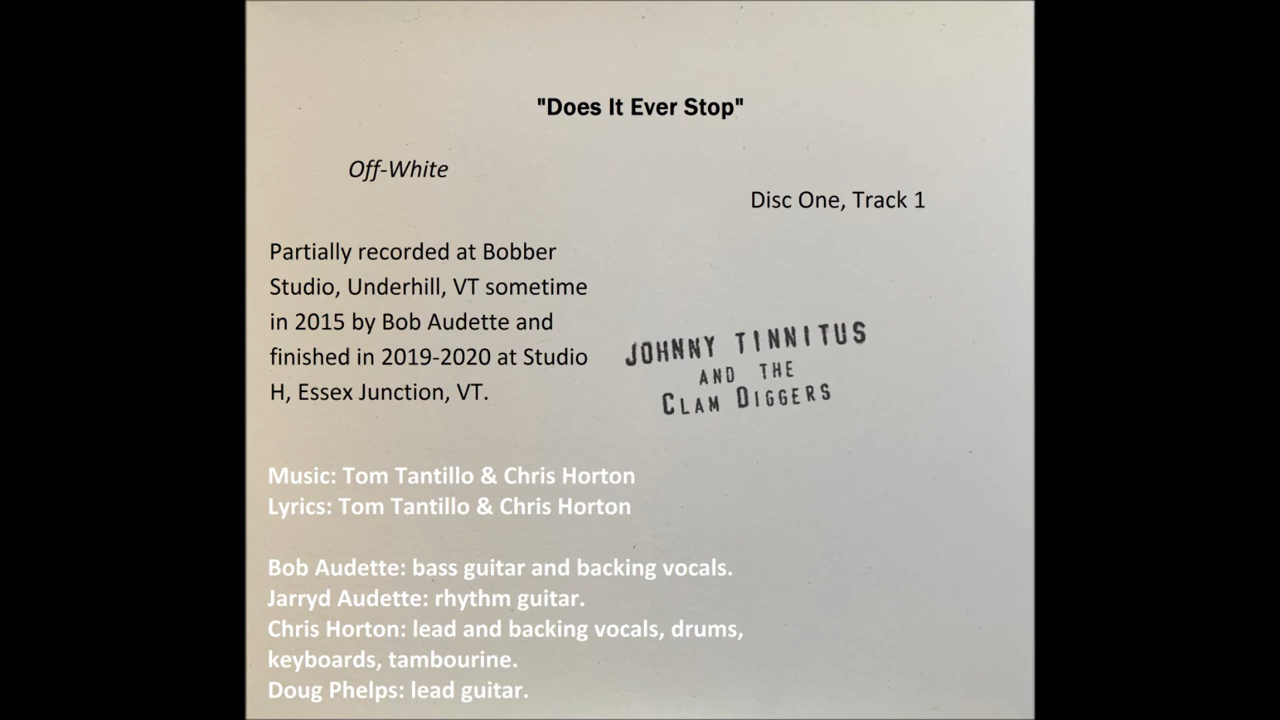 "Does It Ever Stop"
Off-White
Disc One, Track 1
Partially recorded at Bobber
Studio, Underhill, VT sometime
in 2015 by Bob Audette and
finished in 2019-2020 at Studio
H, Essex Junction, VT.
JOHNNY TINNITUS
AND THE
CLAM DIGGERS
Music: Tom Tantillo & Chris Horton
Lyrics: Tom Tantillo & Chris Horton
Bob Audette: bass guitar and backing vocals.
Jarryd Audette: rhythm guitar.
Chris Horton: lead and backing vocals, drums,
keyboards, tambourine.
Doug Phelps: lead guitar.